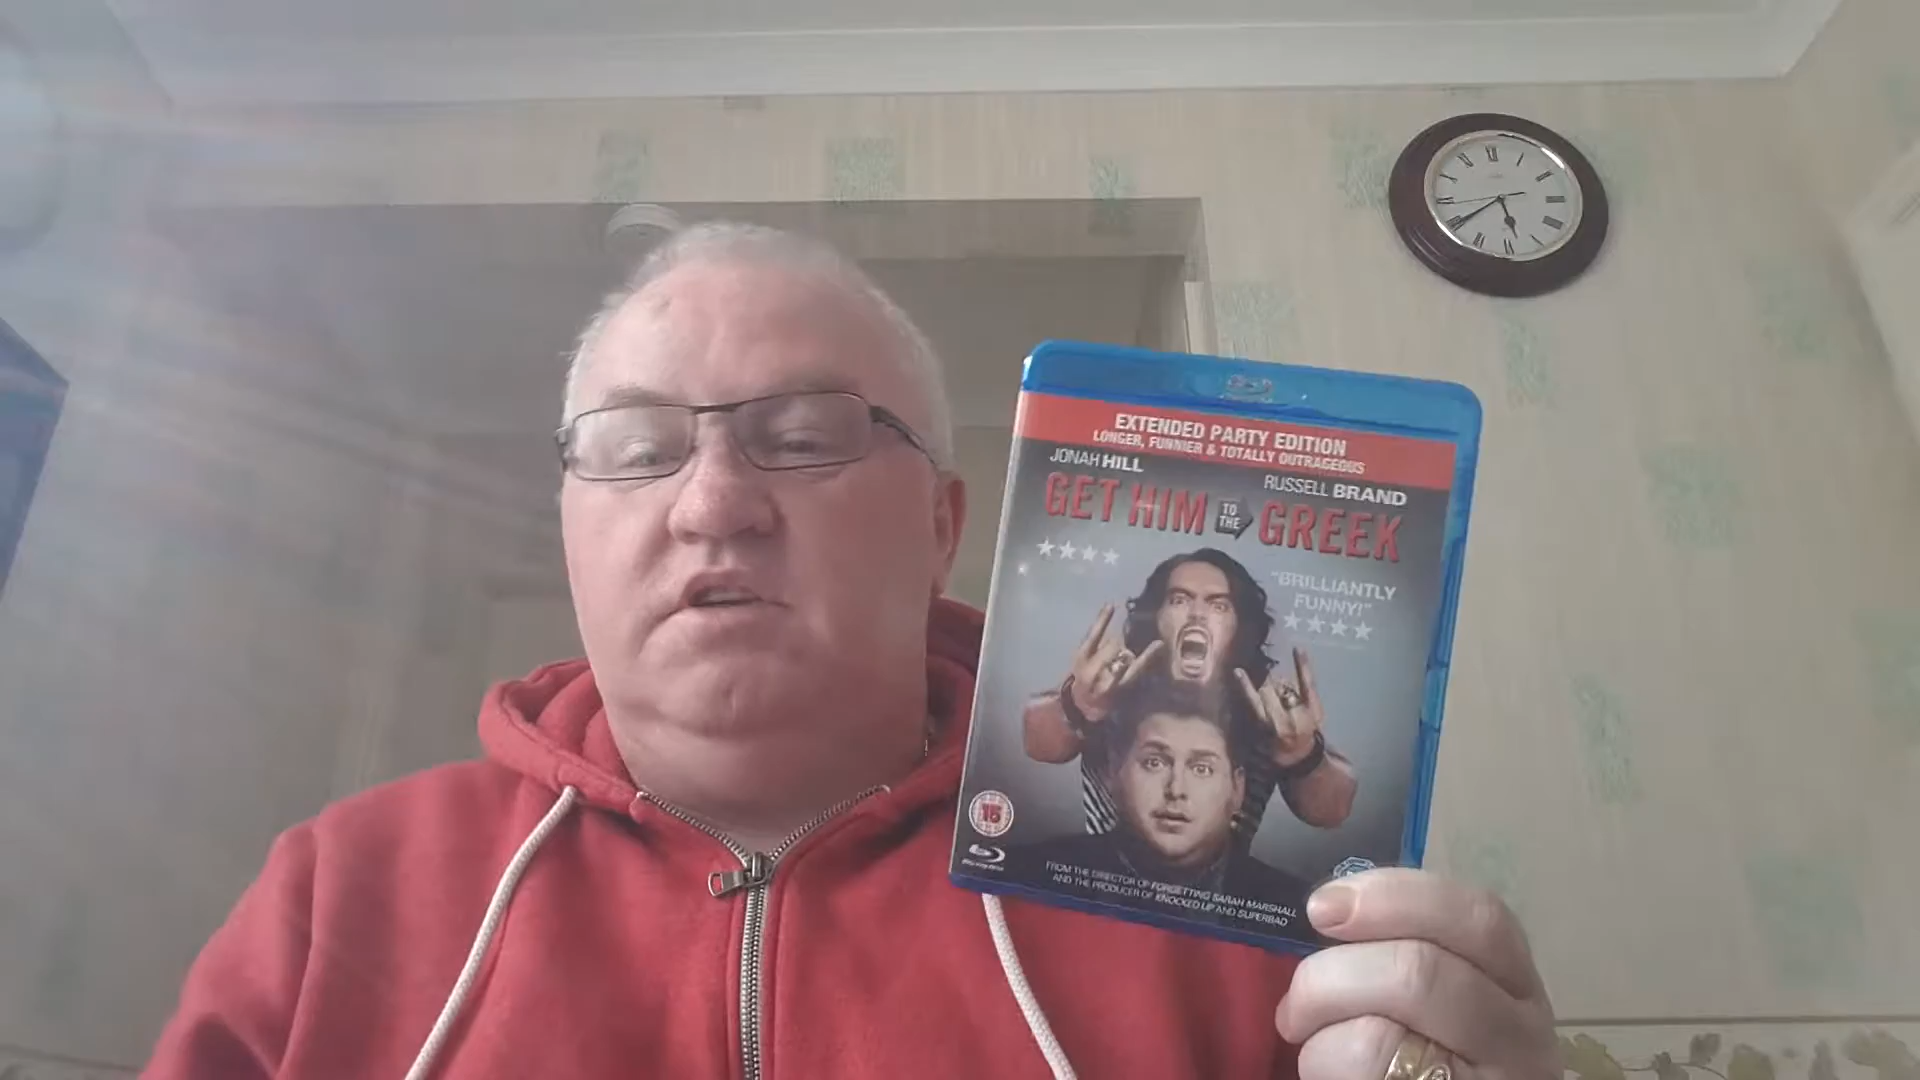 EXTENDED PARTY EDITION
LONGER, FUNNIER & TOTALLY OUTRAGEOUS
JONAH HILL
RUSSELL BRAND
GET HIM TO THE GREEK
"BRILLIANTLY
FUNNY!"
15
FROM THE DIRECTOR OF FORGETTING SARAH MARSHALL
AND THE PRODUCER OF KNOCKED UP AND SUPERBAD